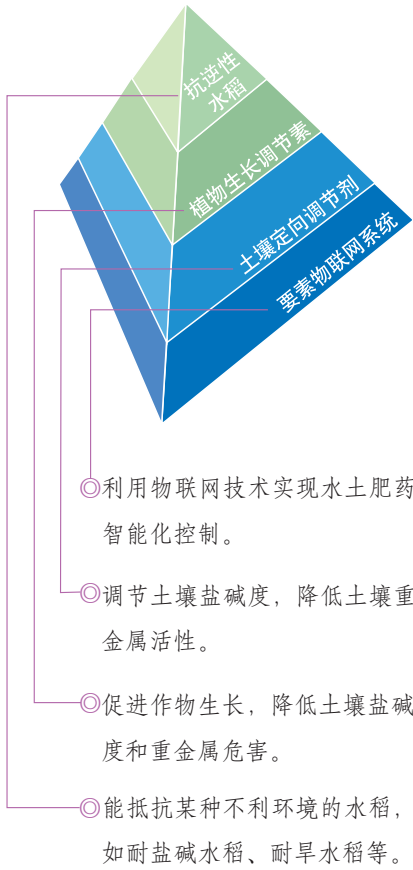 抗逆性
水稻
植物生长调节素
土壤定向调节剂
要素物联网系统
◎利用物联网技术实现水土肥药
智能化控制。
◎调节土壤盐碱度，降低土壤重
金属活性。
◎促进作物生长，降低土壤盐碱
度和重金属危害。
◎能抵抗某种不利环境的水稻，
如耐盐碱水稻、耐旱水稻等。